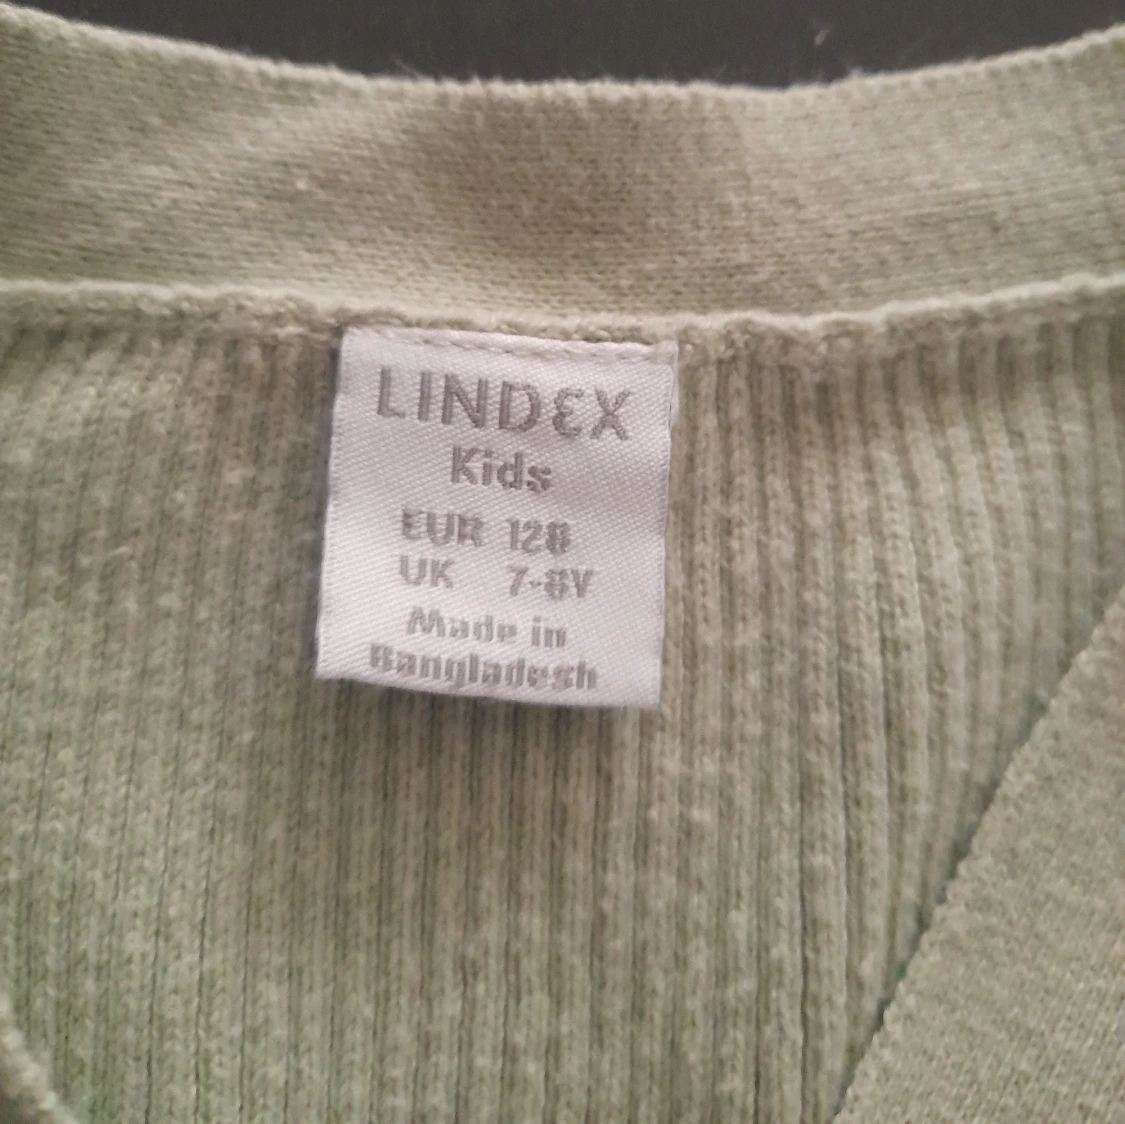 LINDEX
Kids
EUR 128
UK 7-8Y
Made in
Bangladesh